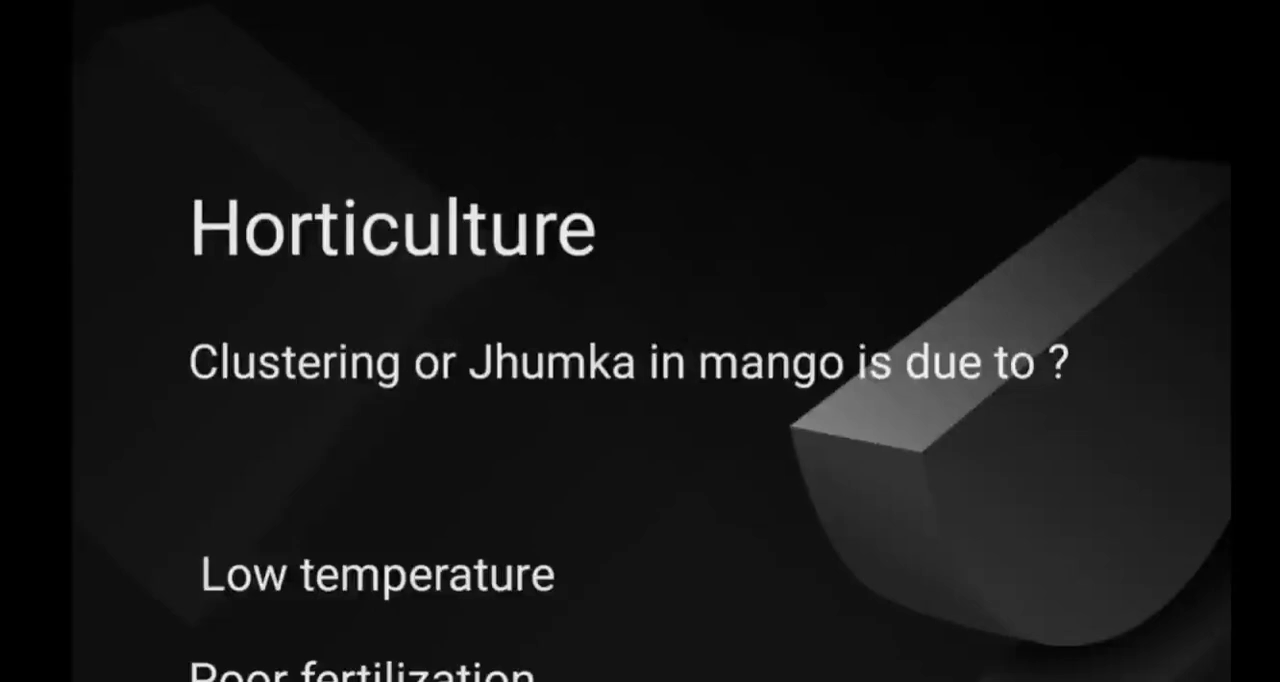 Horticulture
Clustering or Jhumka in mango is due to ?
Low temperature
Poor fertilization